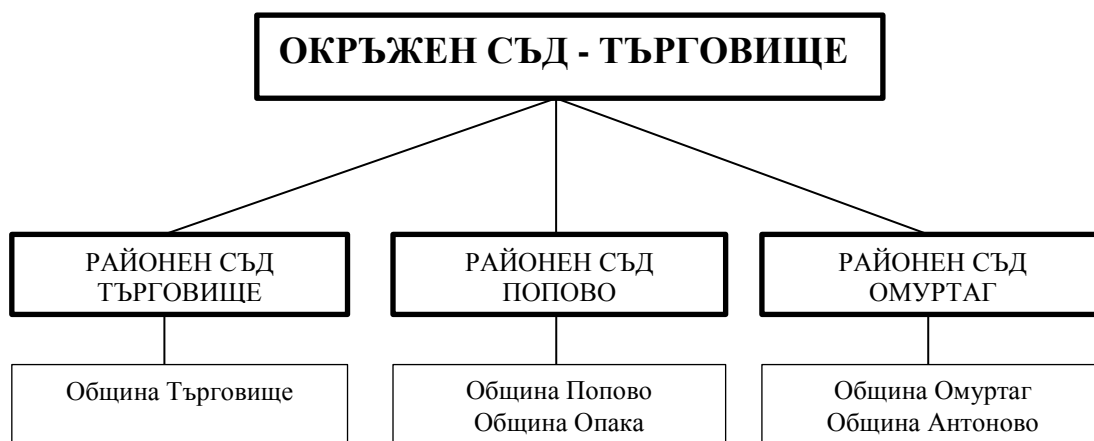 ОКРЪЖЕН СЪД - ТЪРГОВИЩЕ
РАЙОНЕН СЪД
ТЪРГОВИЩЕ
РАЙОНЕН СЪД
ПОПОВО
РАЙОНЕН СЪД
ОМУРТАГ
Община Търговище
Община Попово
Община Опака
Община Омуртаг
Община Антоново